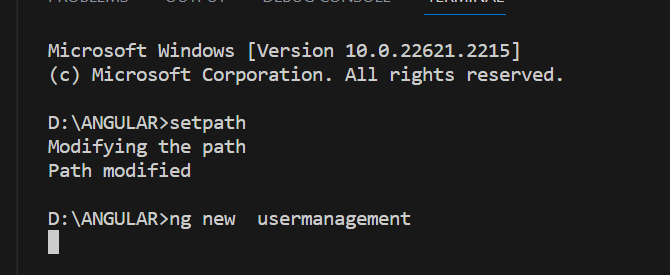 PROBLEMS OUTPUT DEBUG CONSOLE TERMINAL
Microsoft Windows [Version 10.0.22621.2215]
(c) Microsoft Corporation. All rights reserved.
D:\ANGULAR>setpath
Modifying the path
Path modified
D:\ANGULAR>ng new  usermanagement